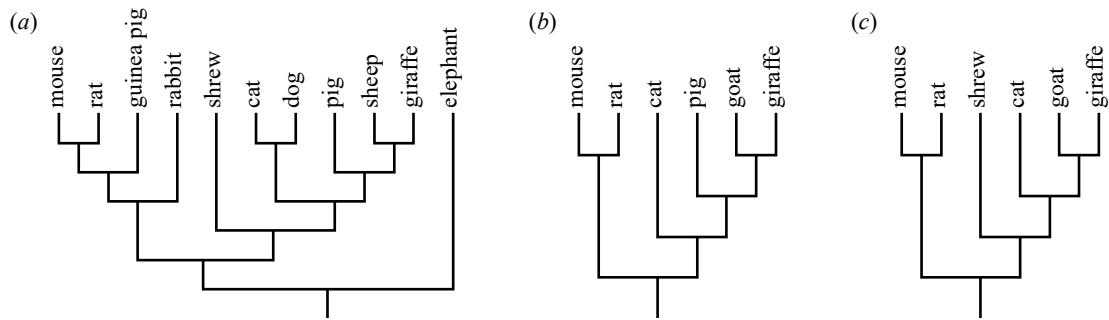 (a)
mouse
rat
guinea pig
rabbit
shrew
cat
dog
pig
sheep
giraffe
elephant
(b)
mouse
rat
cat
pig
goat
giraffe
(c)
mouse
rat
shrew
cat
goat
giraffe